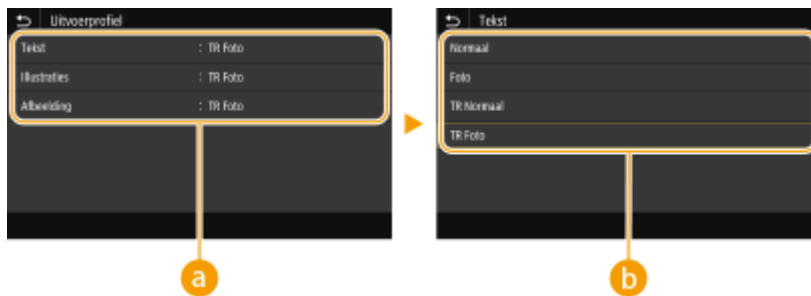 Uitvoerprofiel
Tekst : TR Foto
Illustraties : TR Foto
Afbeelding : TR Foto
a
Tekst
Normaal
Foto
TR Normaal
TR Foto
b